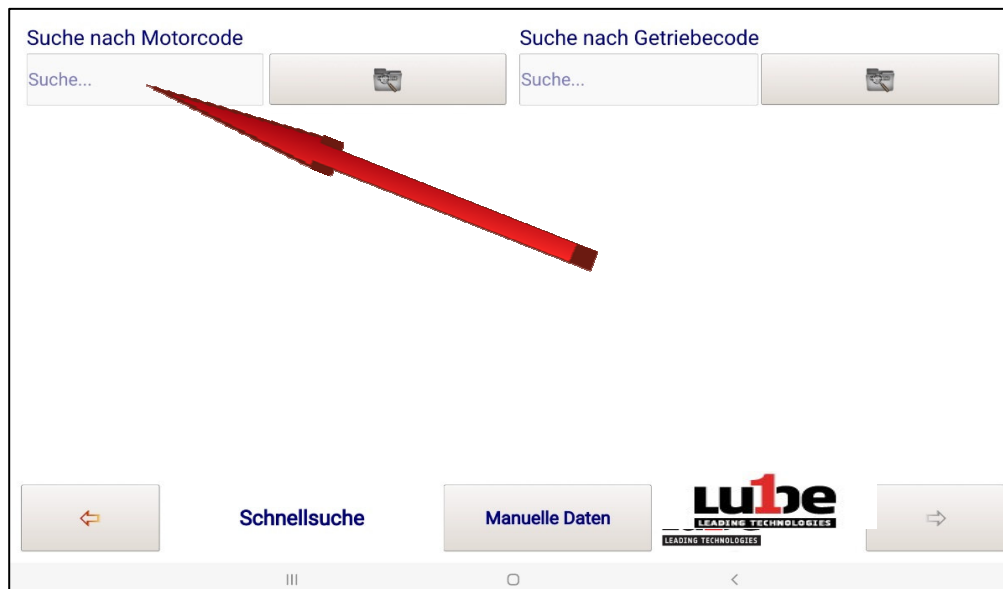 Suche nach Motorcode
Suche nach Getriebecode
Suche...
Suche...
Schnellsuche
Manuelle Daten
Lu1be
LEADING TECHNOLOGIES
LEADING TECHNOLOGIES